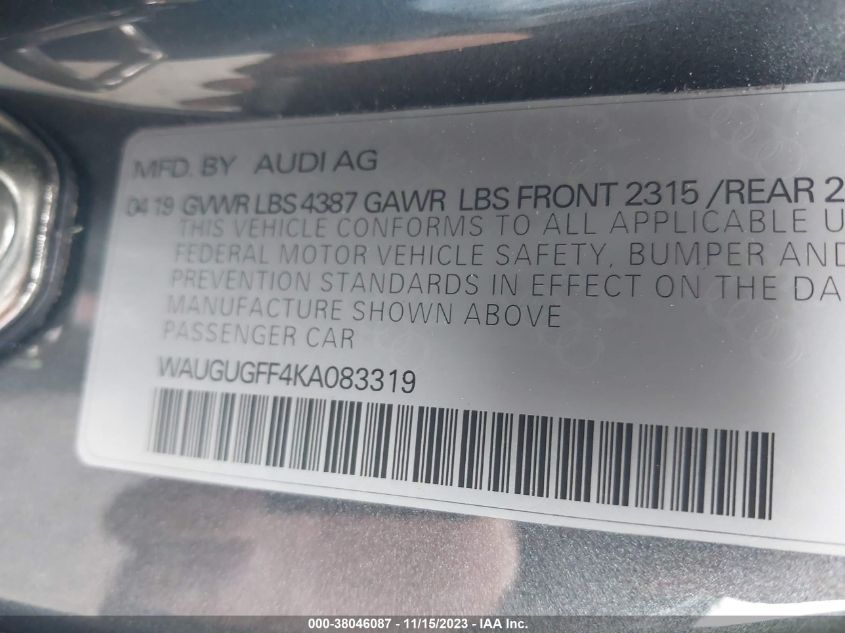 MFD. BY AUDI AG
04 19 GVWR LBS 4387 GAWR LBS FRONT 2315 /REAR 2
THIS VEHICLE CONFORMS TO ALL APPLICABLE U
FEDERAL MOTOR VEHICLE SAFETY, BUMPER AND
PREVENTION STANDARDS IN EFFECT ON THE DA
MANUFACTURE SHOWN ABOVE
PASSENGER CAR
WAUGUGFF4KA083319
000-38046087 - 11/15/2023 - IAA Inc.